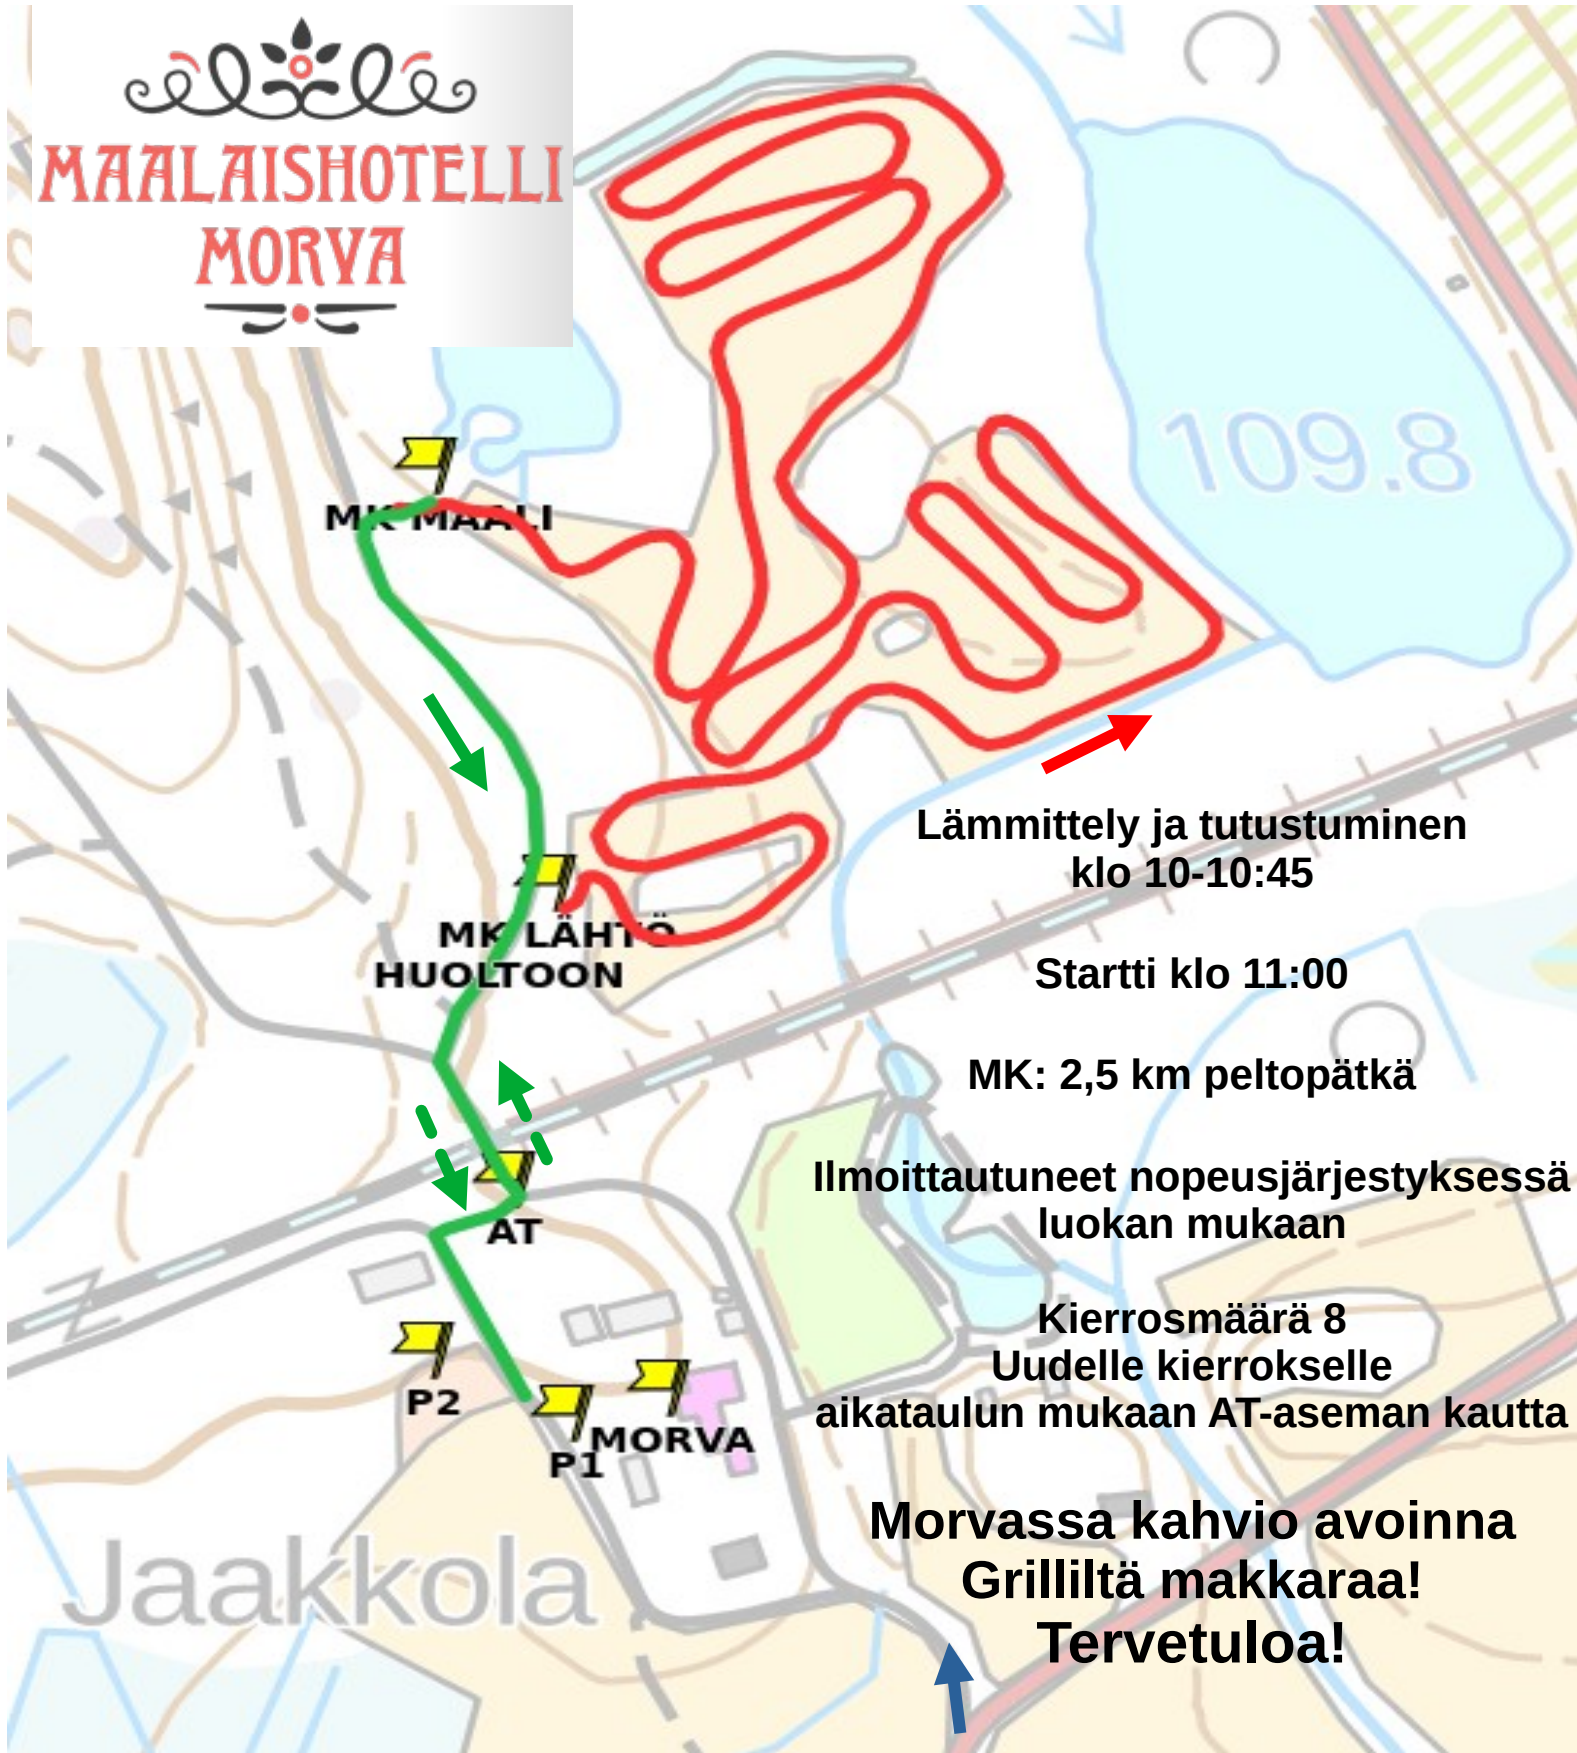 MAALAISHOTELLI
MORVA
109.8
MK MAALI
Lämmittely ja tutustuminen
klo 10-10:45
MK LÄHTÖ
HUOLTOON
Startti klo 11:00
MK: 2,5 km peltopätkä
Ilmoittautuneet nopeusjärjestyksessä
luokan mukaan
AT
Kierrosmäärä 8
Uudelle kierrokselle
aikataulun mukaan AT-aseman kautta
P2
MORVA
P1
Morvassa kahvio avoinna
Grilliltä makkaraa!
Tervetuloa!
Jaakkola